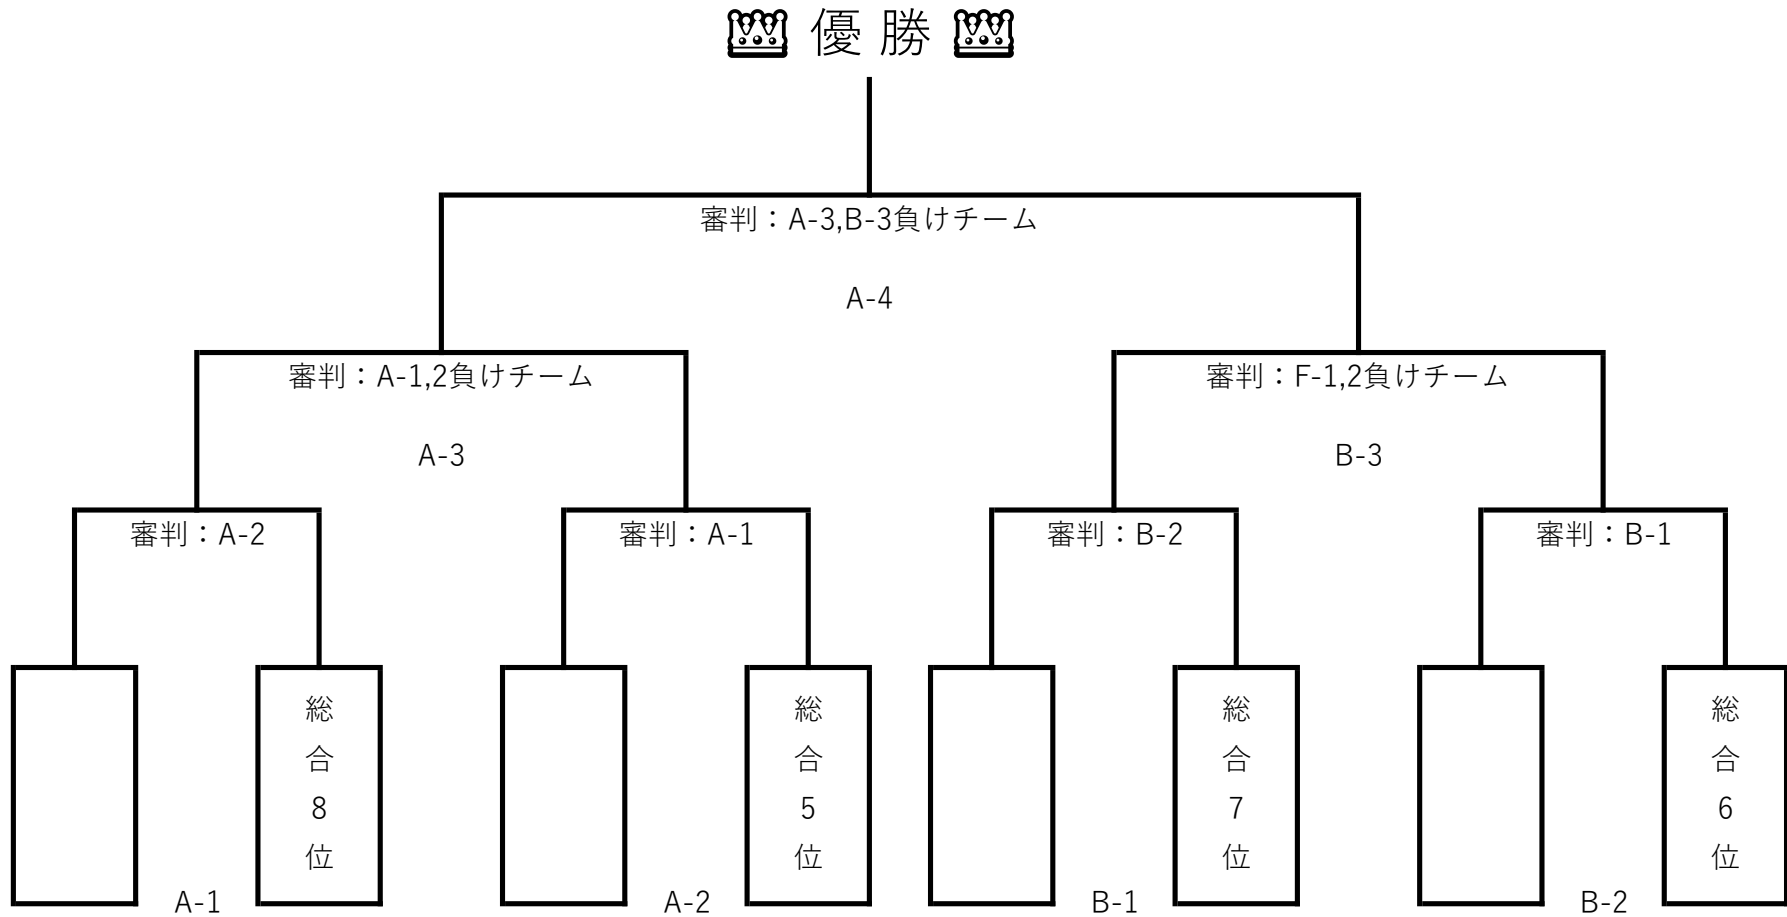 優 勝
審判：A-3,B-3負けチーム
A-4
審判：A-1,2負けチーム
審判：F-1,2負けチーム
A-3
B-3
審判：A-2
審判：A-1
審判：B-2
審判：B-1
総合8位
総合5位
総合7位
総合6位
A-1
A-2
B-1
B-2